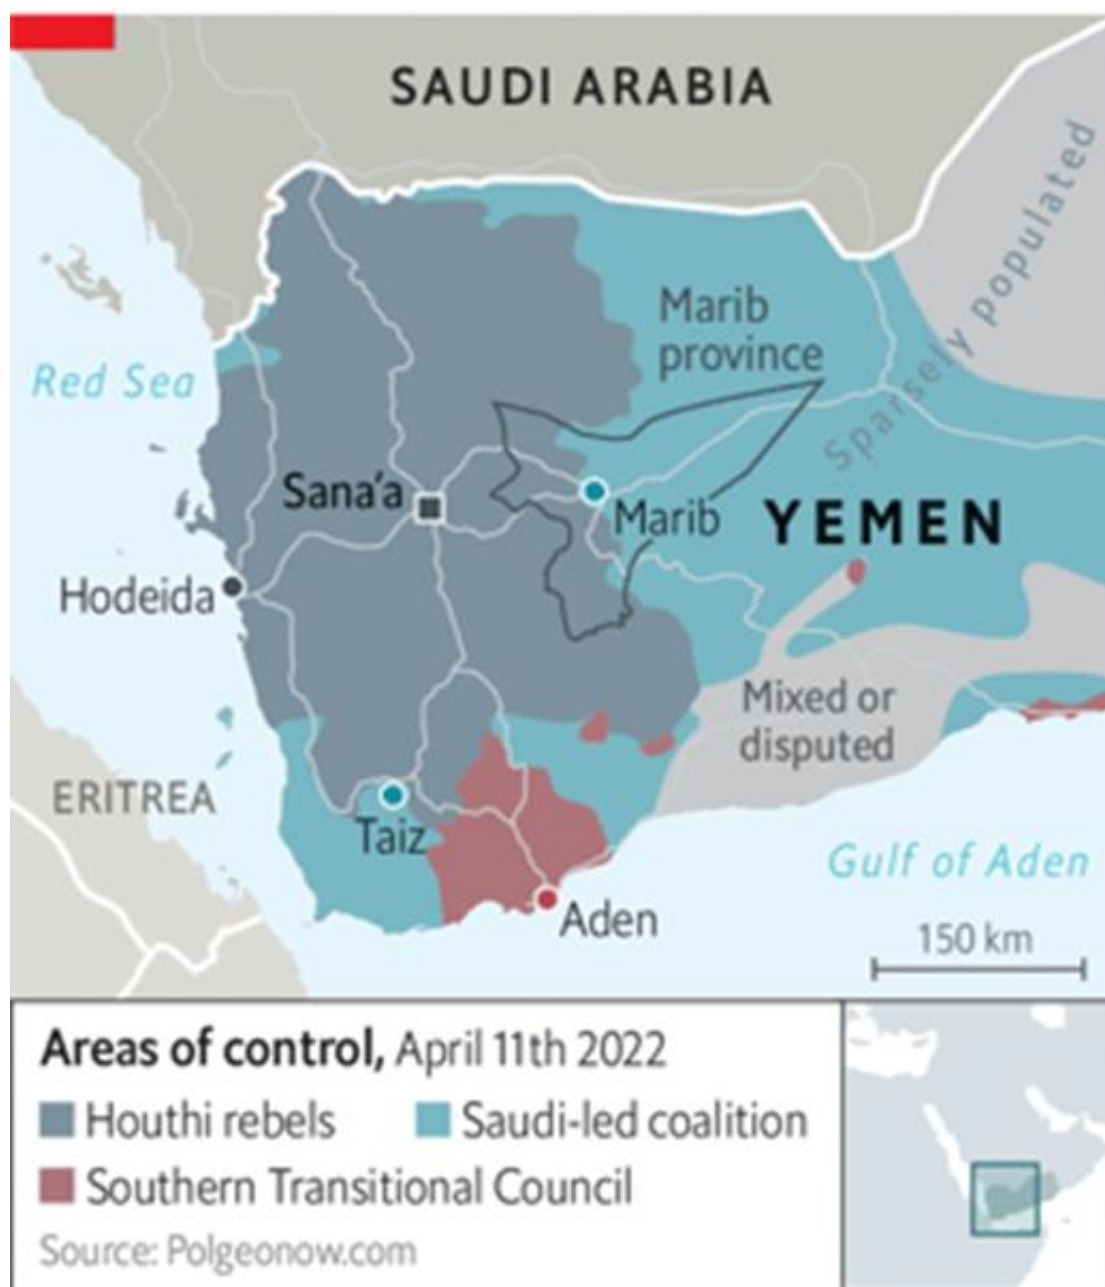 SAUDI ARABIA
Sparsely populated
Marib
province
Red Sea
Sana'a
Marib
YEMEN
Hodeida
Mixed or
disputed
ERITREA
Taiz
Gulf of Aden
Aden
150 km
Areas of control, April 11th 2022
Houthi rebels
Saudi-led coalition
Southern Transitional Council
Source: Polgeonow.com